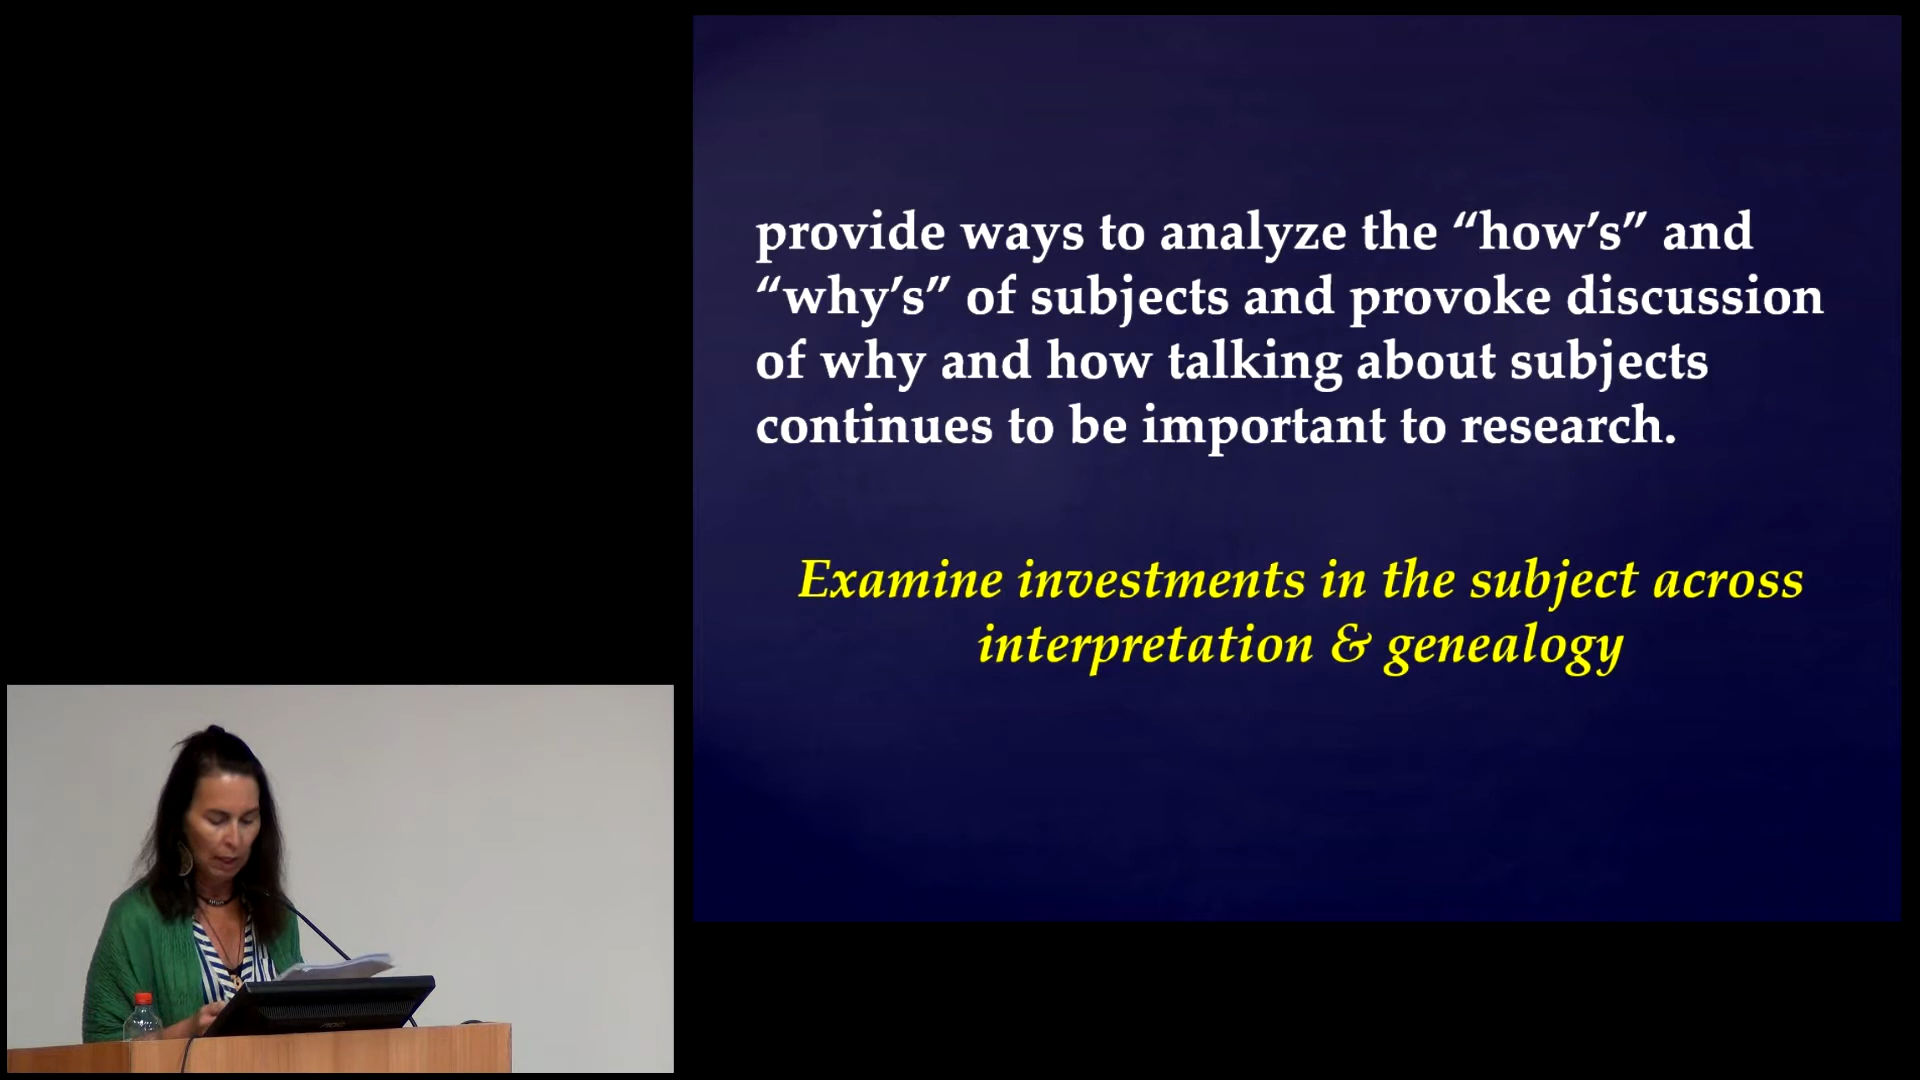 provide ways to analyze the “how’s” and
“why’s” of subjects and provoke discussion
of why and how talking about subjects
continues to be important to research.
Examine investments in the subject across
interpretation & genealogy